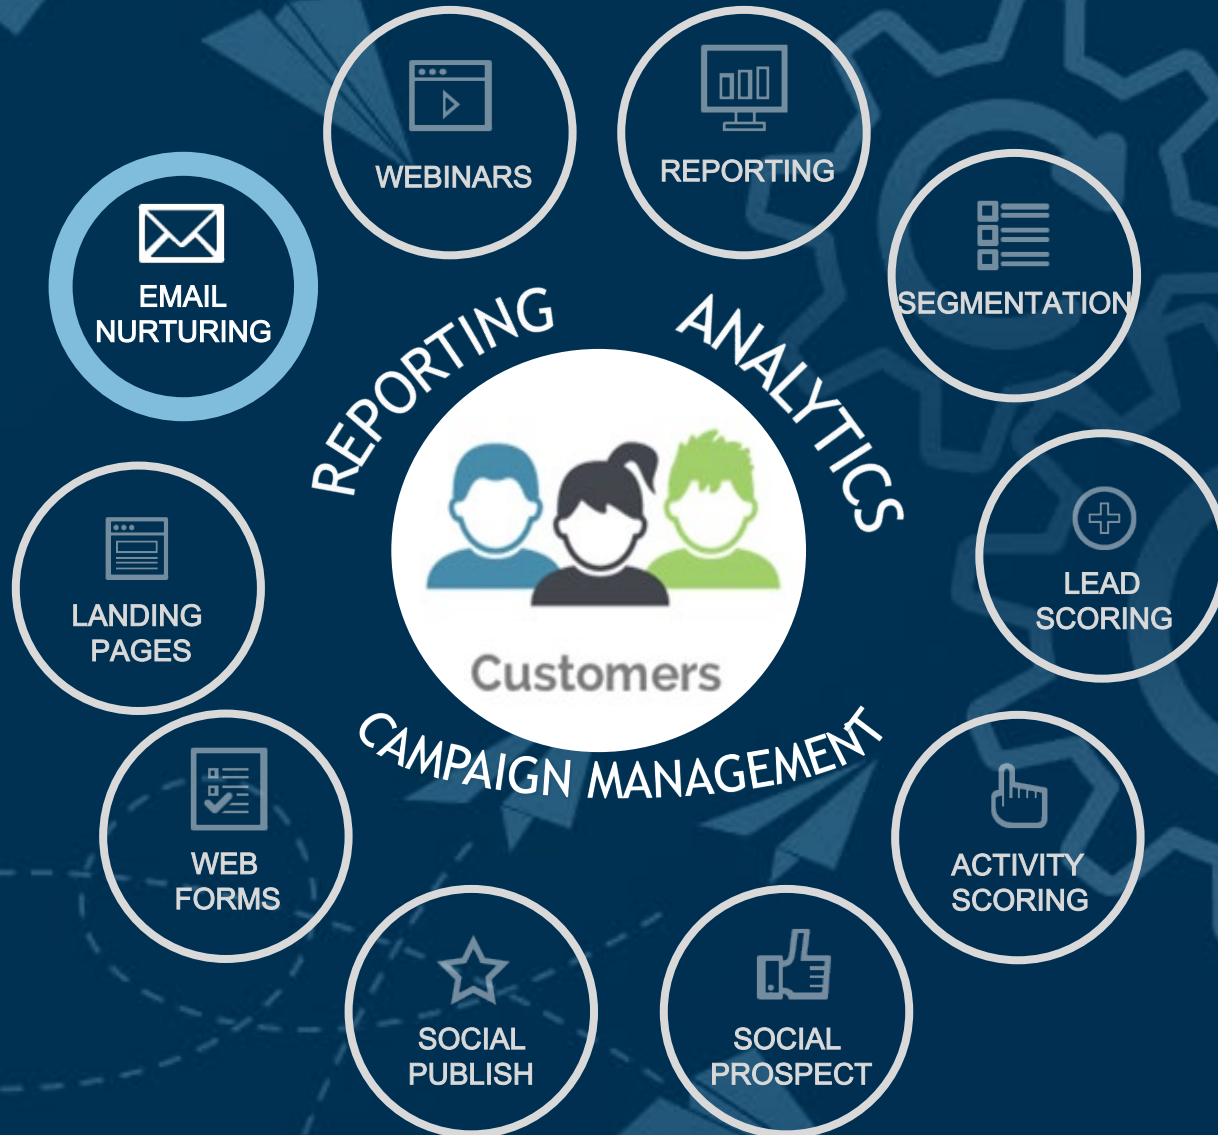 WEBINARS
REPORTING
EMAIL
NURTURING
SEGMENTATION
REPORTING
ANALYTICS
LANDING
PAGES
Customers
LEAD
SCORING
CAMPAIGN MANAGEMENT
WEB
FORMS
ACTIVITY
SCORING
SOCIAL
PUBLISH
SOCIAL
PROSPECT